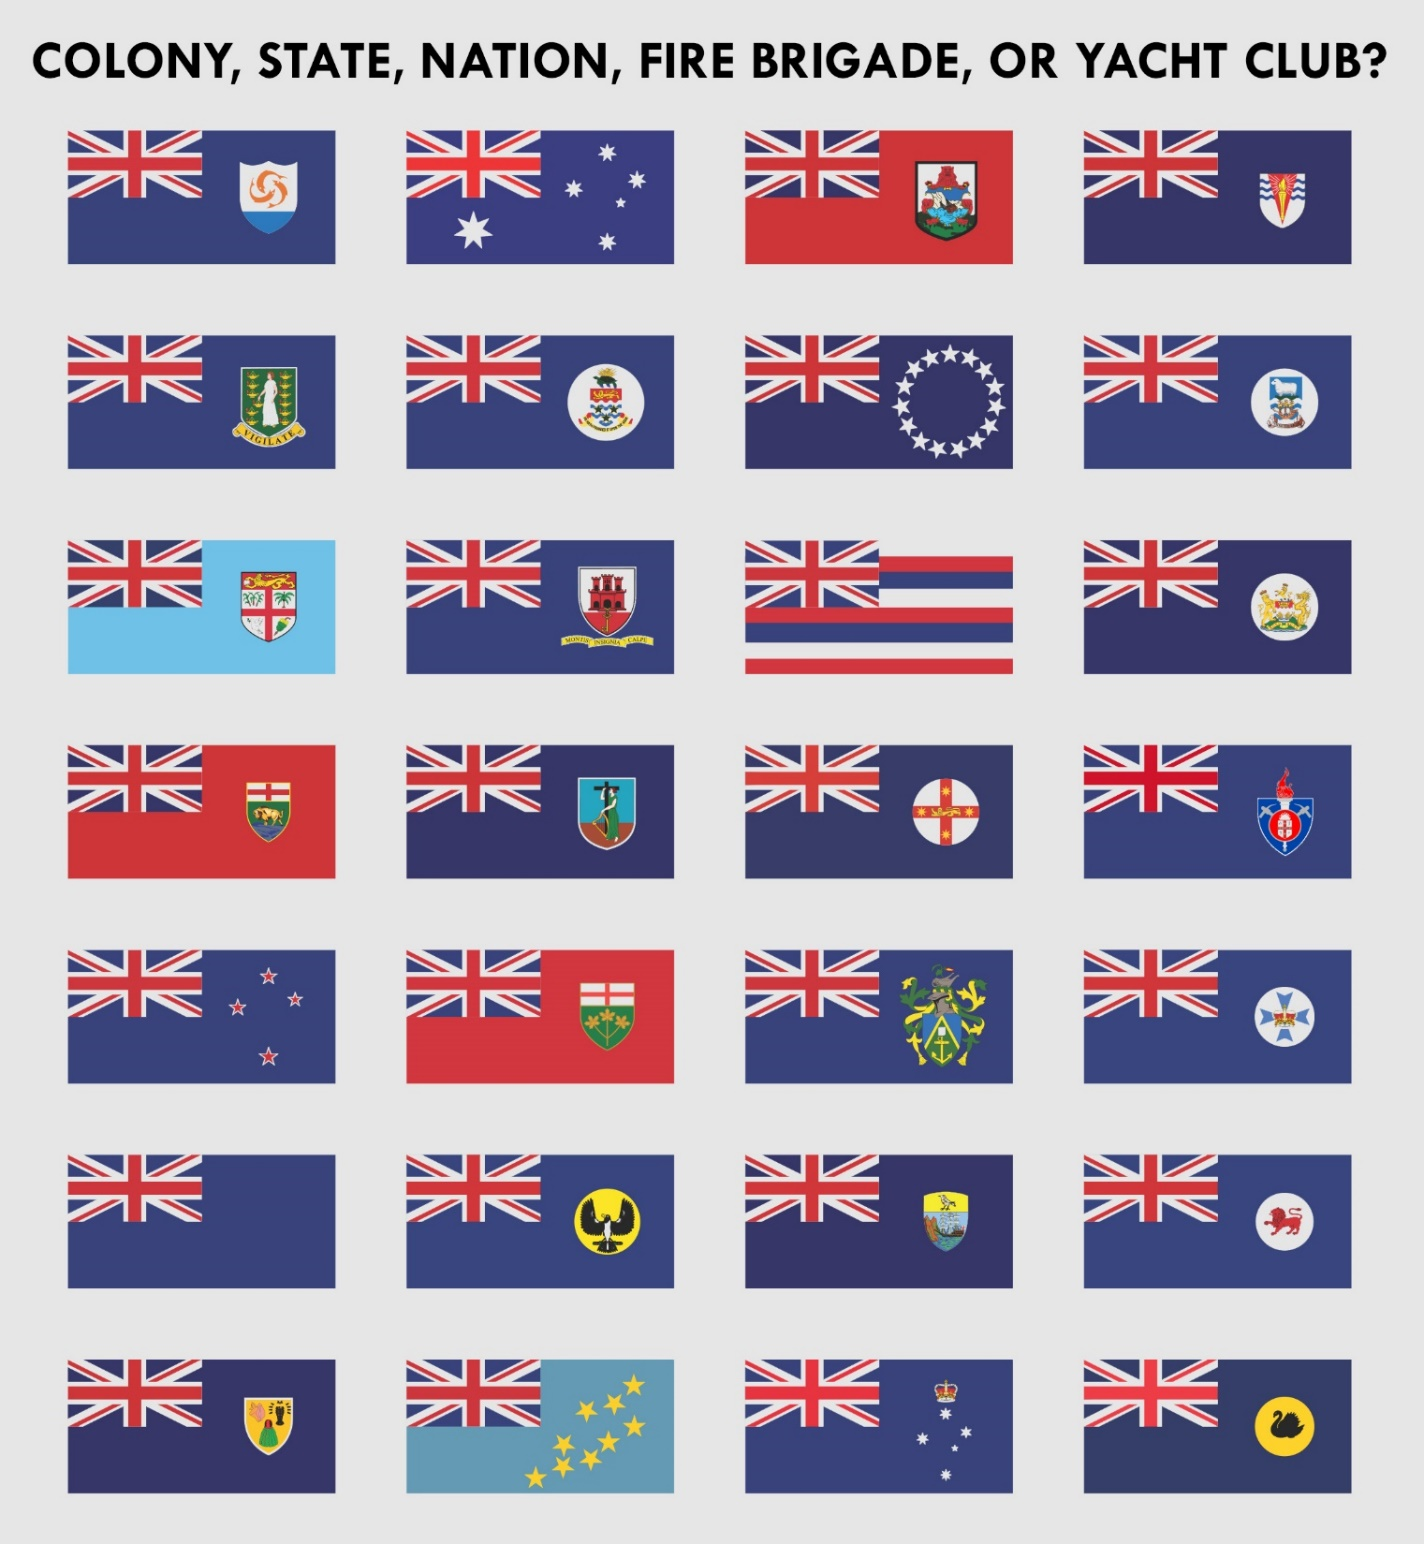 COLONY, STATE, NATION, FIRE BRIGADE, OR YACHT CLUB?
VIGILATE
MONTIS INSIGNIA CALPE